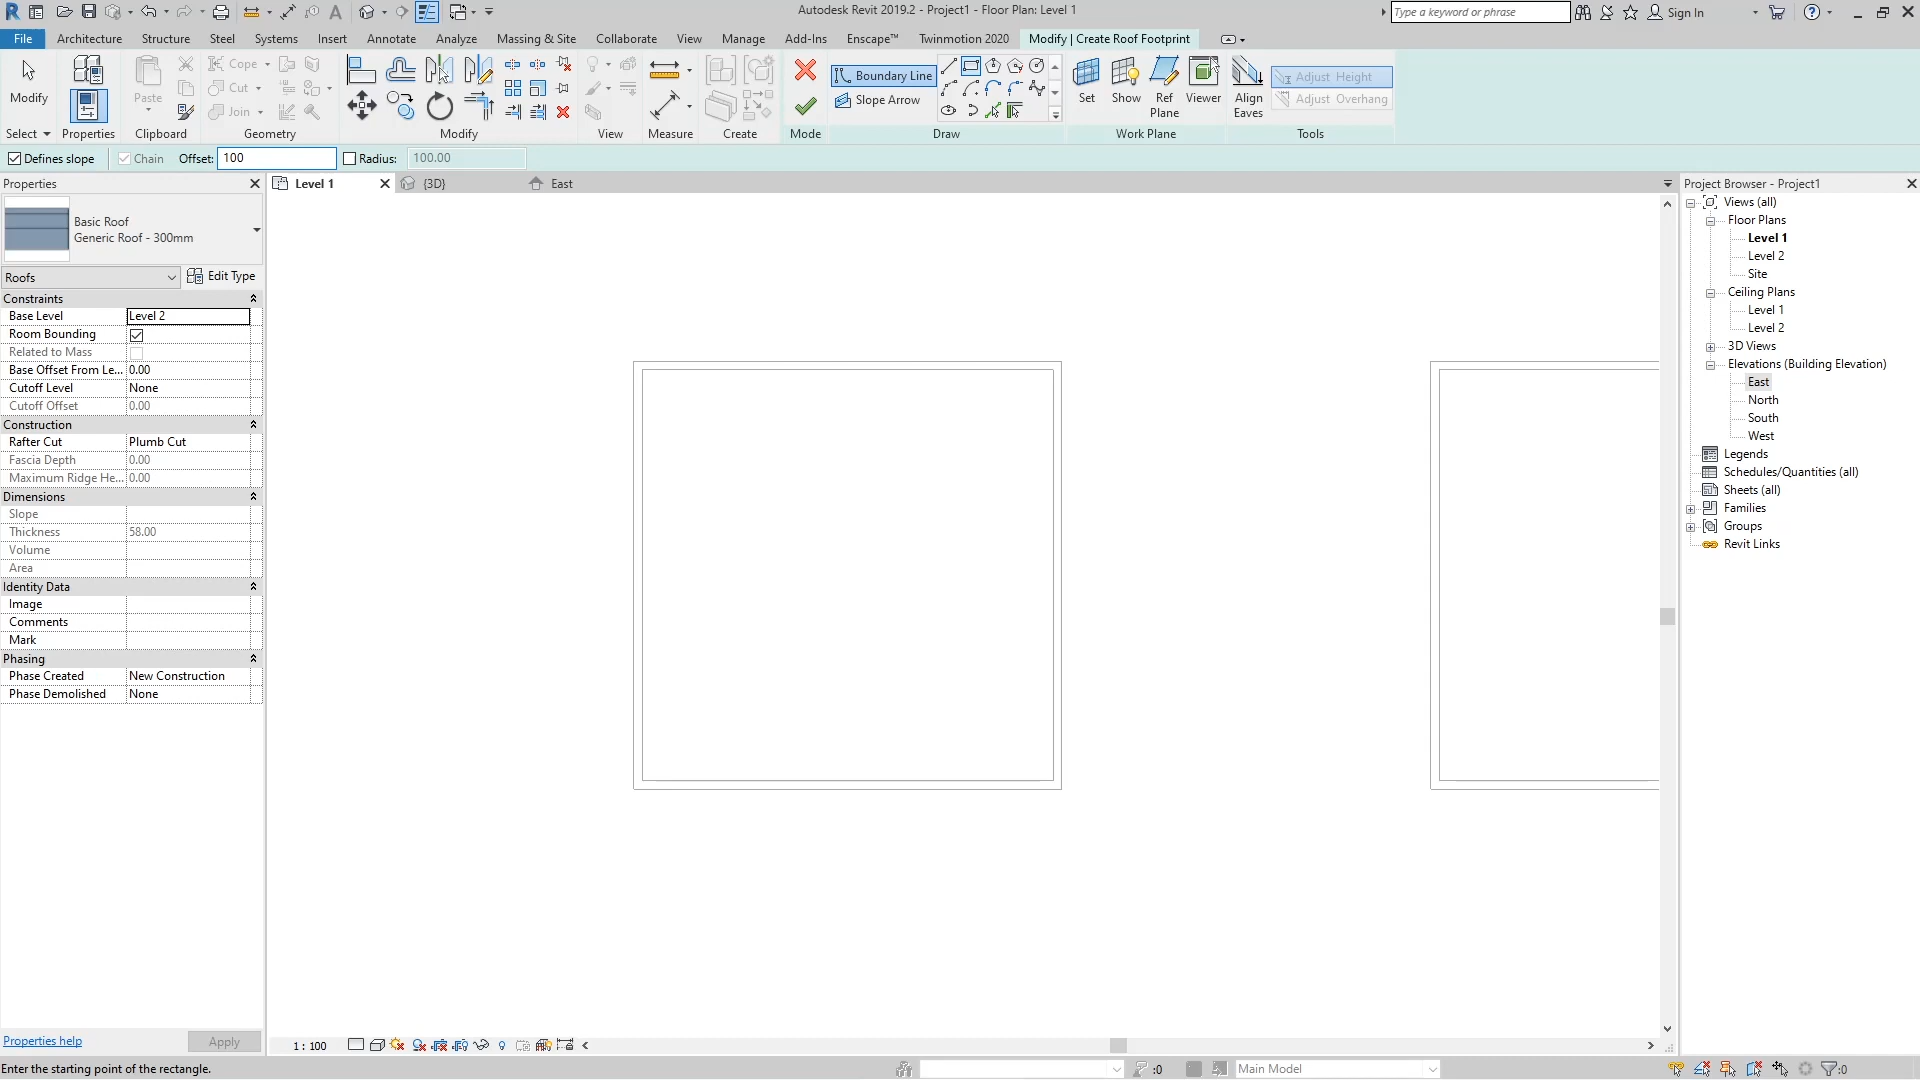 Autodesk Revit 2019.2 - Project1 - Floor Plan: Level 1
Type a keyword or phrase
Sign In
File
Architecture
Structure
Steel
Systems
Insert
Annotate
Analyze
Massing & Site
Collaborate
View
Manage
Add-Ins
Enscape™
Twinmotion 2020
Modify | Create Roof Footprint
Modify
Paste
Cope
Cut
Join
Boundary Line
Slope Arrow
Set
Show
Ref
Plane
Viewer
Align
Eaves
Adjust Height
Adjust Overhang
Select
Properties
Clipboard
Geometry
Modify
View
Measure
Create
Mode
Draw
Work Plane
Tools
Defines slope
Chain
Offset:
100
Radius:
100.00
Properties
Level 1
{3D}
East
Project Browser - Project1
Basic Roof
Generic Roof - 300mm
Roofs
Edit Type
Constraints
Base Level Level 2
Room Bounding
Related to Mass
Base Offset From Le... 0.00
Cutoff Level None
Cutoff Offset 0.00
Construction
Rafter Cut Plumb Cut
Fascia Depth 0.00
Maximum Ridge He... 0.00
Dimensions
Slope
Thickness 58.00
Volume
Area
Identity Data
Image
Comments
Mark
Phasing
Phase Created New Construction
Phase Demolished None
Properties help
Apply
Views (all)
Floor Plans
Level 1
Level 2
Site
Ceiling Plans
Level 1
Level 2
3D Views
Elevations (Building Elevation)
East
North
South
West
Legends
Schedules/Quantities (all)
Sheets (all)
Families
Groups
Revit Links
1 : 100
Enter the starting point of the rectangle.
:0
Main Model
:0